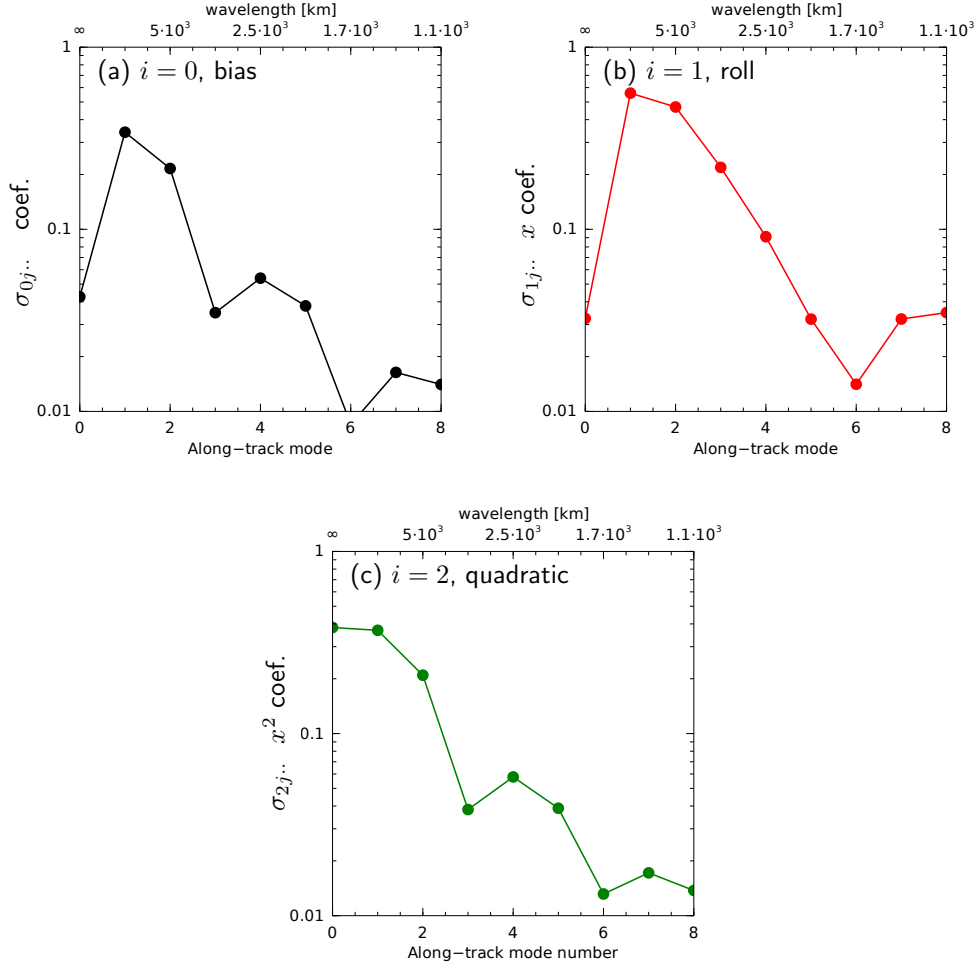 wavelength [km]
∞ 5·10³ 2.5·10³ 1.7·10³ 1.1·10³
(a) i = 0, bias
σ₀ⱼ.. coef.
1
0.1
0.01
0 2 4 6 8
Along−track mode
wavelength [km]
∞ 5·10³ 2.5·10³ 1.7·10³ 1.1·10³
(b) i = 1, roll
σ₁ⱼ.. x coef.
1
0.1
0.01
0 2 4 6 8
Along−track mode
wavelength [km]
∞ 5·10³ 2.5·10³ 1.7·10³ 1.1·10³
(c) i = 2, quadratic
σ₂ⱼ.. x² coef.
1
0.1
0.01
0 2 4 6 8
Along−track mode number